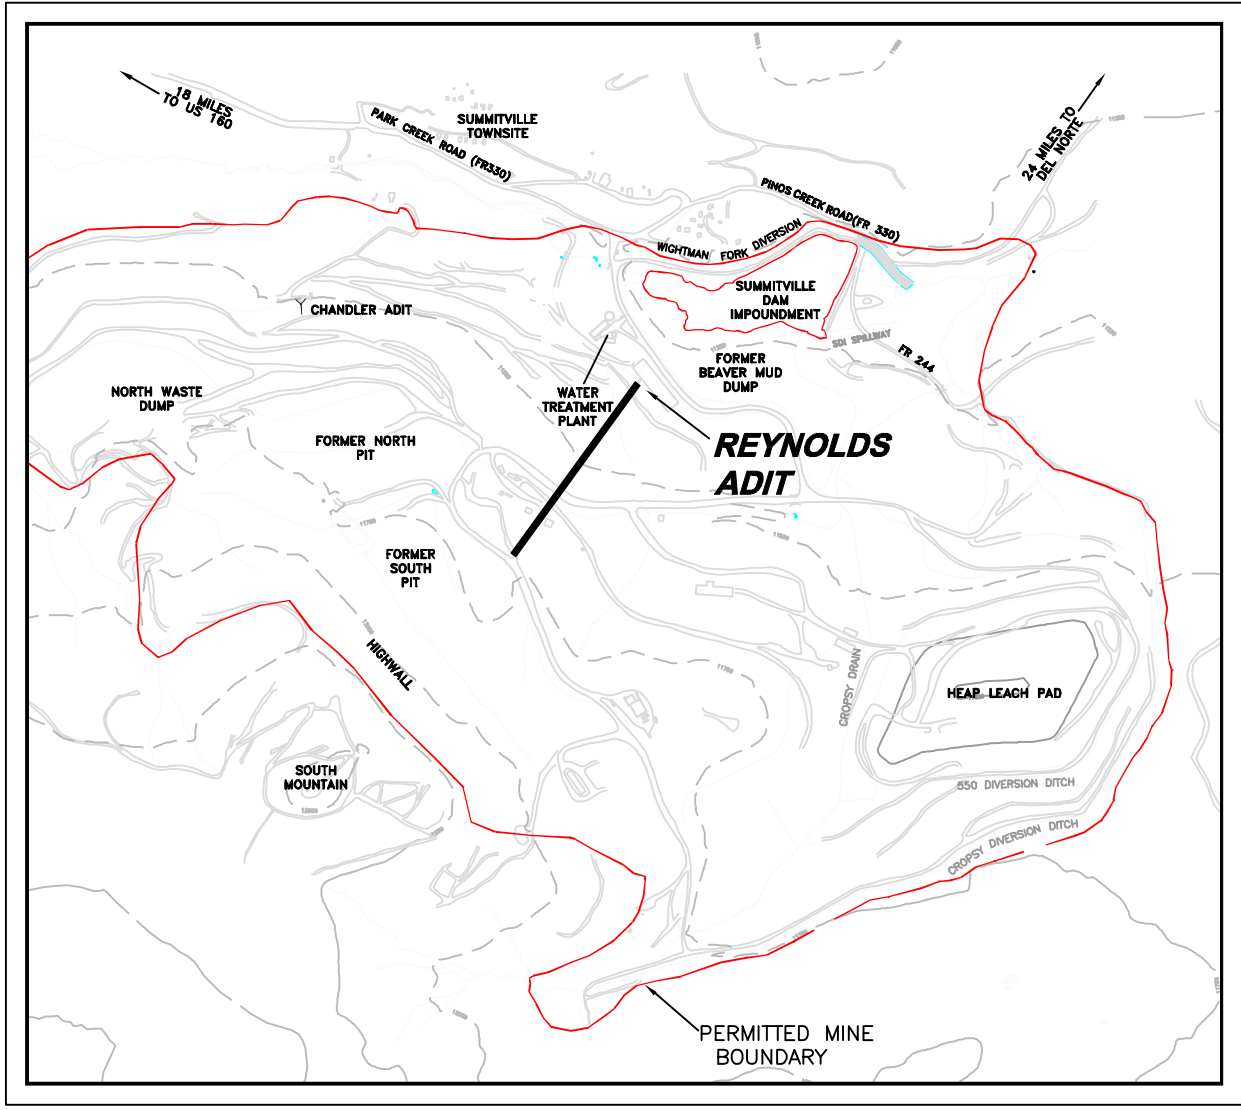 18 MILES
TO US 160
PARK CREEK ROAD (FR330)
SUMMITVILLE
TOWNSITE
24 MILES TO
DEL NORTE
PINOS CREEK ROAD(FR 330)
WIGHTMAN FORK DIVERSION
SUMMITVILLE
DAM
IMPOUNDMENT
CHANDLER ADIT
SDI SPILLWAY
FR 244
FORMER
BEAVER MUD
DUMP
NORTH WASTE
DUMP
WATER
TREATMENT
PLANT
FORMER NORTH
PIT
REYNOLDS
ADIT
FORMER
SOUTH
PIT
HIGHWALL
CROPSY DRAIN
HEAP LEACH PAD
SOUTH
MOUNTAIN
550 DIVERSION DITCH
CROPSY DIVERSION DITCH
PERMITTED MINE
BOUNDARY